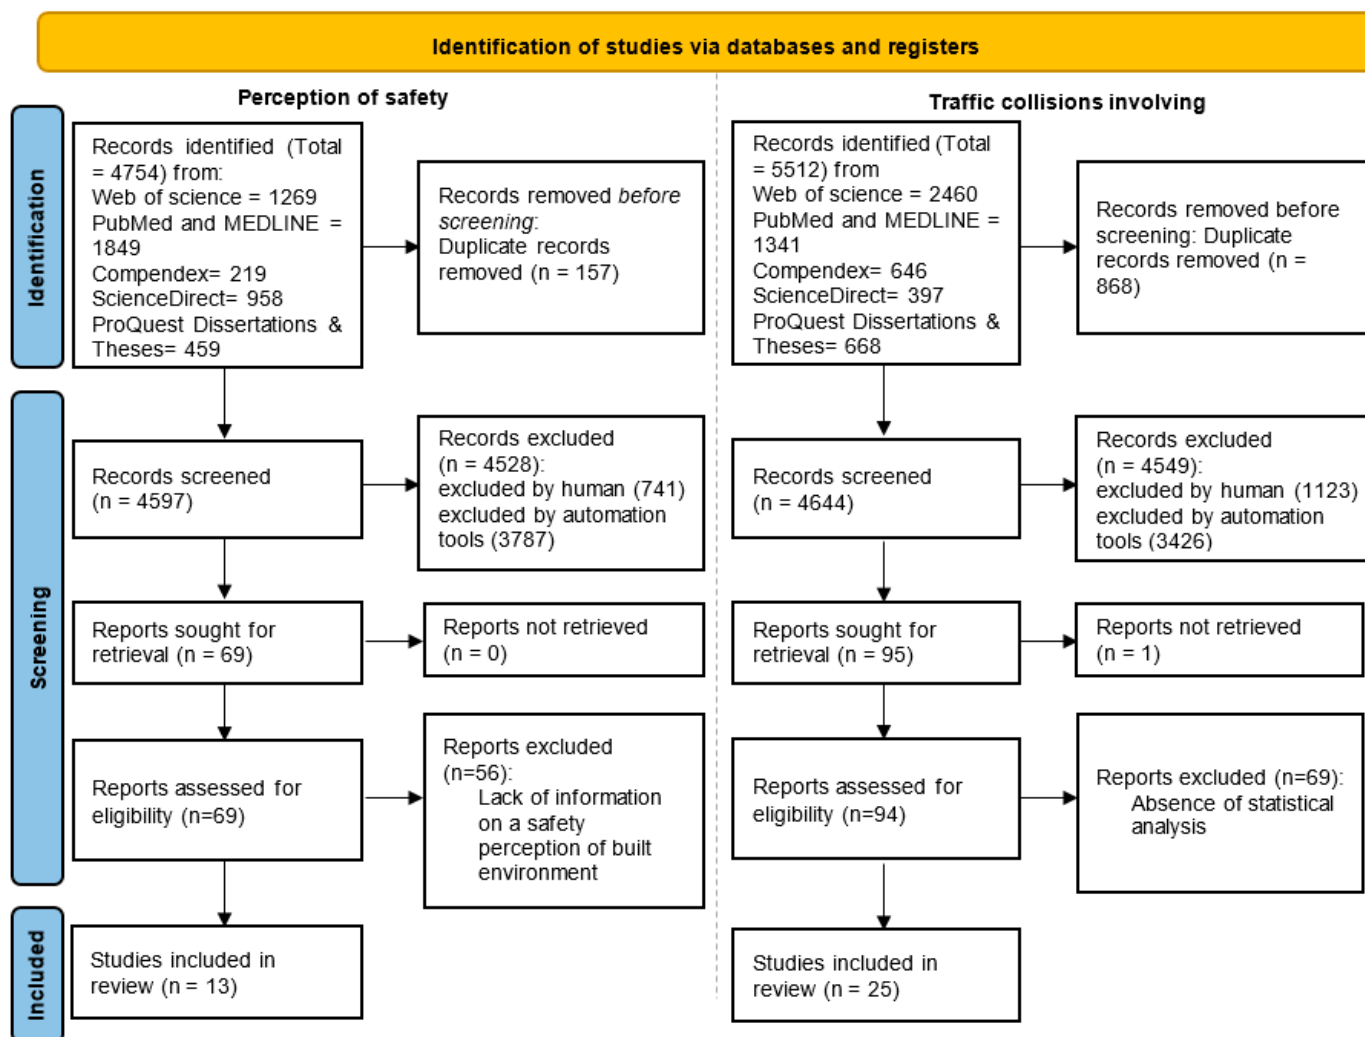 Identification of studies via databases and registers
Perception of safety
Traffic collisions involving
Identification
Records identified (Total
= 4754) from:
Web of science = 1269
PubMed and MEDLINE =
1849
Compendex= 219
ScienceDirect= 958
ProQuest Dissertations &
Theses= 459
Records removed before
screening:
Duplicate records
removed (n = 157)
Records identified (Total
= 5512) from
Web of science = 2460
PubMed and MEDLINE =
1341
Compendex= 646
ScienceDirect= 397
ProQuest Dissertations &
Theses= 668
Records removed before
screening: Duplicate
records removed (n =
868)
Screening
Records screened
(n = 4597)
Records excluded
(n = 4528):
excluded by human (741)
excluded by automation
tools (3787)
Records screened
(n = 4644)
Records excluded
(n = 4549):
excluded by human (1123)
excluded by automation
tools (3426)
Reports sought for
retrieval (n = 69)
Reports not retrieved
(n = 0)
Reports sought for
retrieval (n = 95)
Reports not retrieved
(n = 1)
Reports assessed for
eligibility (n=69)
Reports excluded
(n=56):
Lack of information
on a safety
perception of built
environment
Reports assessed for
eligibility (n=94)
Reports excluded (n=69):
Absence of statistical
analysis
Included
Studies included in
review (n = 13)
Studies included in
review (n = 25)